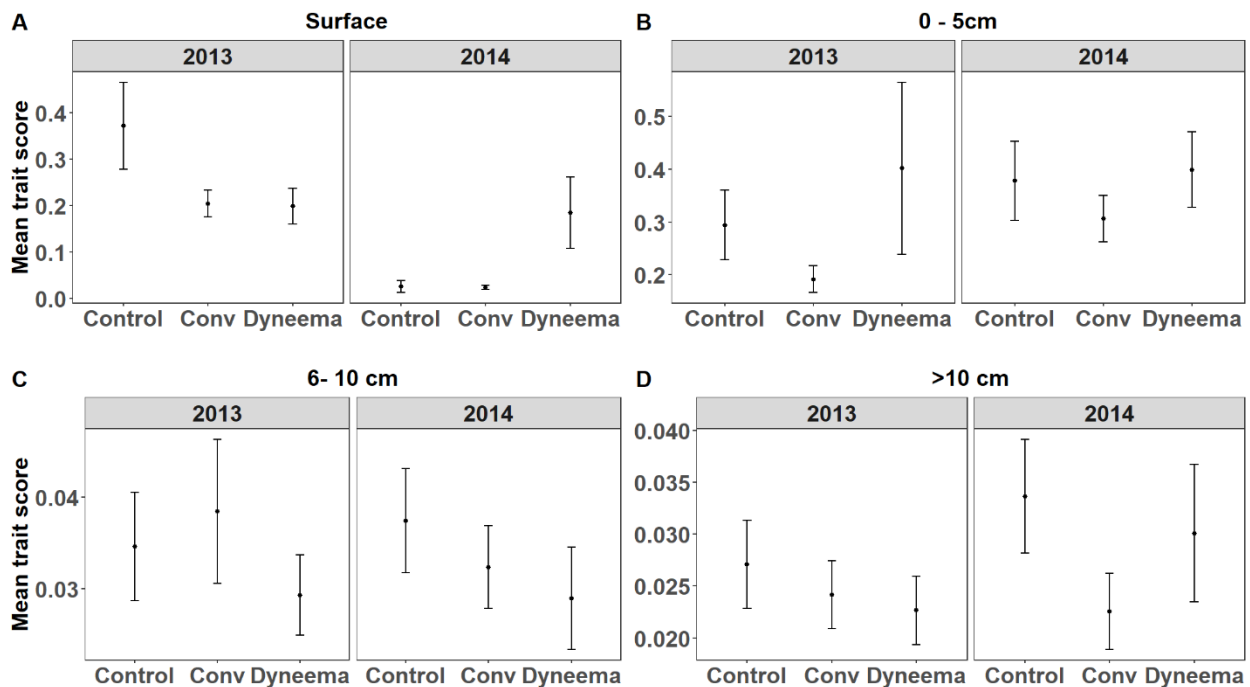 A Surface
2013 2014
Mean trait score
0.4
0.3
0.2
0.1
0.0
Control Conv Dyneema Control Conv Dyneema
B 0 - 5cm
2013 2014
0.5
0.4
0.3
0.2
Control Conv Dyneema Control Conv Dyneema
C 6- 10 cm
2013 2014
Mean trait score
0.04
0.03
Control Conv Dyneema Control Conv Dyneema
D >10 cm
2013 2014
0.040
0.035
0.030
0.025
0.020
Control Conv Dyneema Control Conv Dyneema